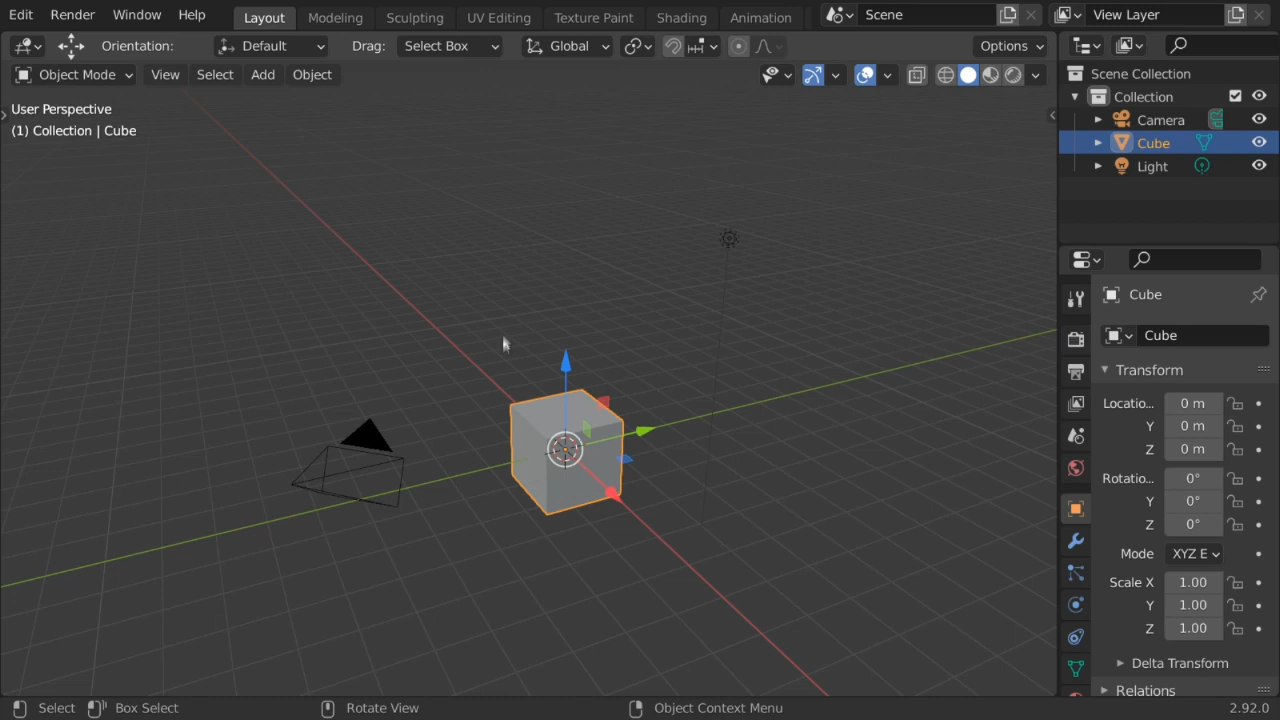 Edit Render Window Help Layout Modeling Sculpting UV Editing Texture Paint Shading Animation Scene View Layer
Orientation: Default Drag: Select Box Global Options
Object Mode View Select Add Object
User Perspective
(1) Collection | Cube
Scene Collection
Collection
Camera
Cube
Light
Cube
Cube
Transform
Locatio... 0 m
Y 0 m
Z 0 m
Rotatio... 0°
Y 0°
Z 0°
Mode XYZ E
Scale X 1.00
Y 1.00
Z 1.00
Delta Transform
Relations
Select Box Select Rotate View Object Context Menu 2.92.0